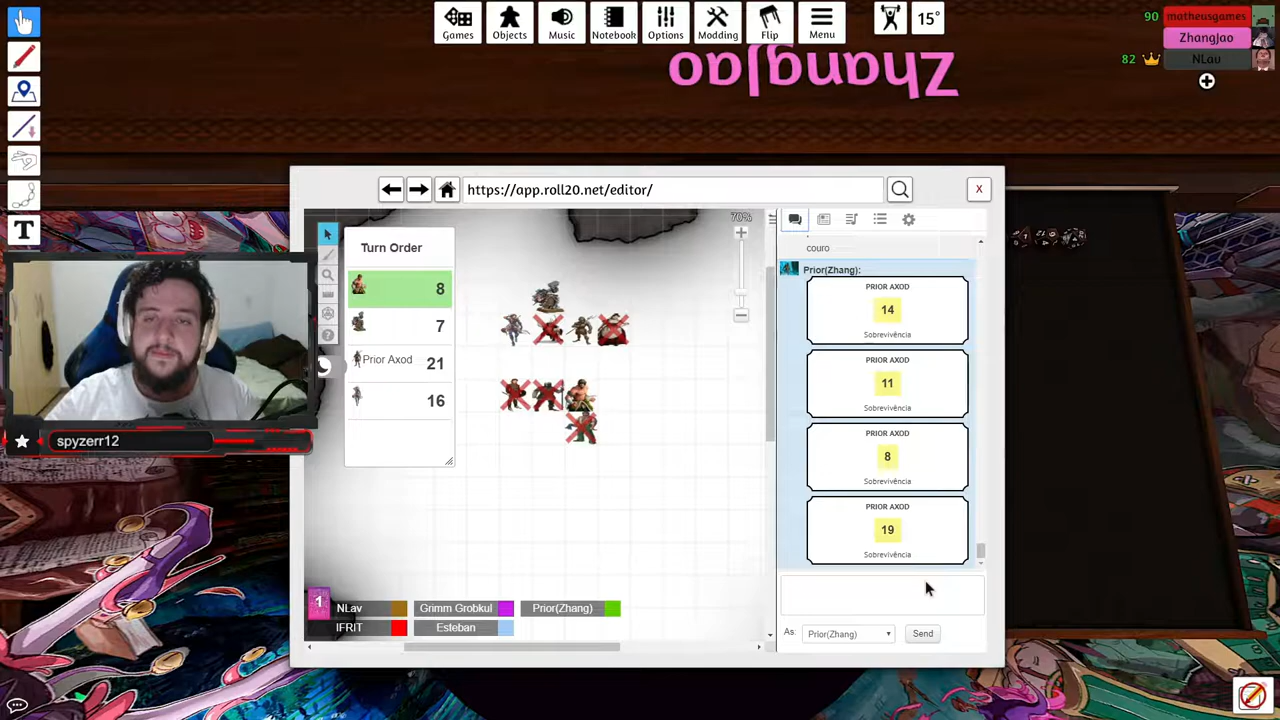 Games Objects Music Notebook Options Modding Flip Menu
15°
90 matheusgames
ZhangJao
82 NLau
ZhangJao
https://app.roll20.net/editor/
X
T
70%
Turn Order
8
7
Prior Axod 21
16
couro
Prior(Zhang):
PRIOR AXOD
14
Sobrevivência
PRIOR AXOD
11
Sobrevivência
PRIOR AXOD
8
Sobrevivência
PRIOR AXOD
19
Sobrevivência
spyzerr12
1
NLav Grimm Grobkul Prior(Zhang)
IFRIT Esteban
As: Prior(Zhang) Send